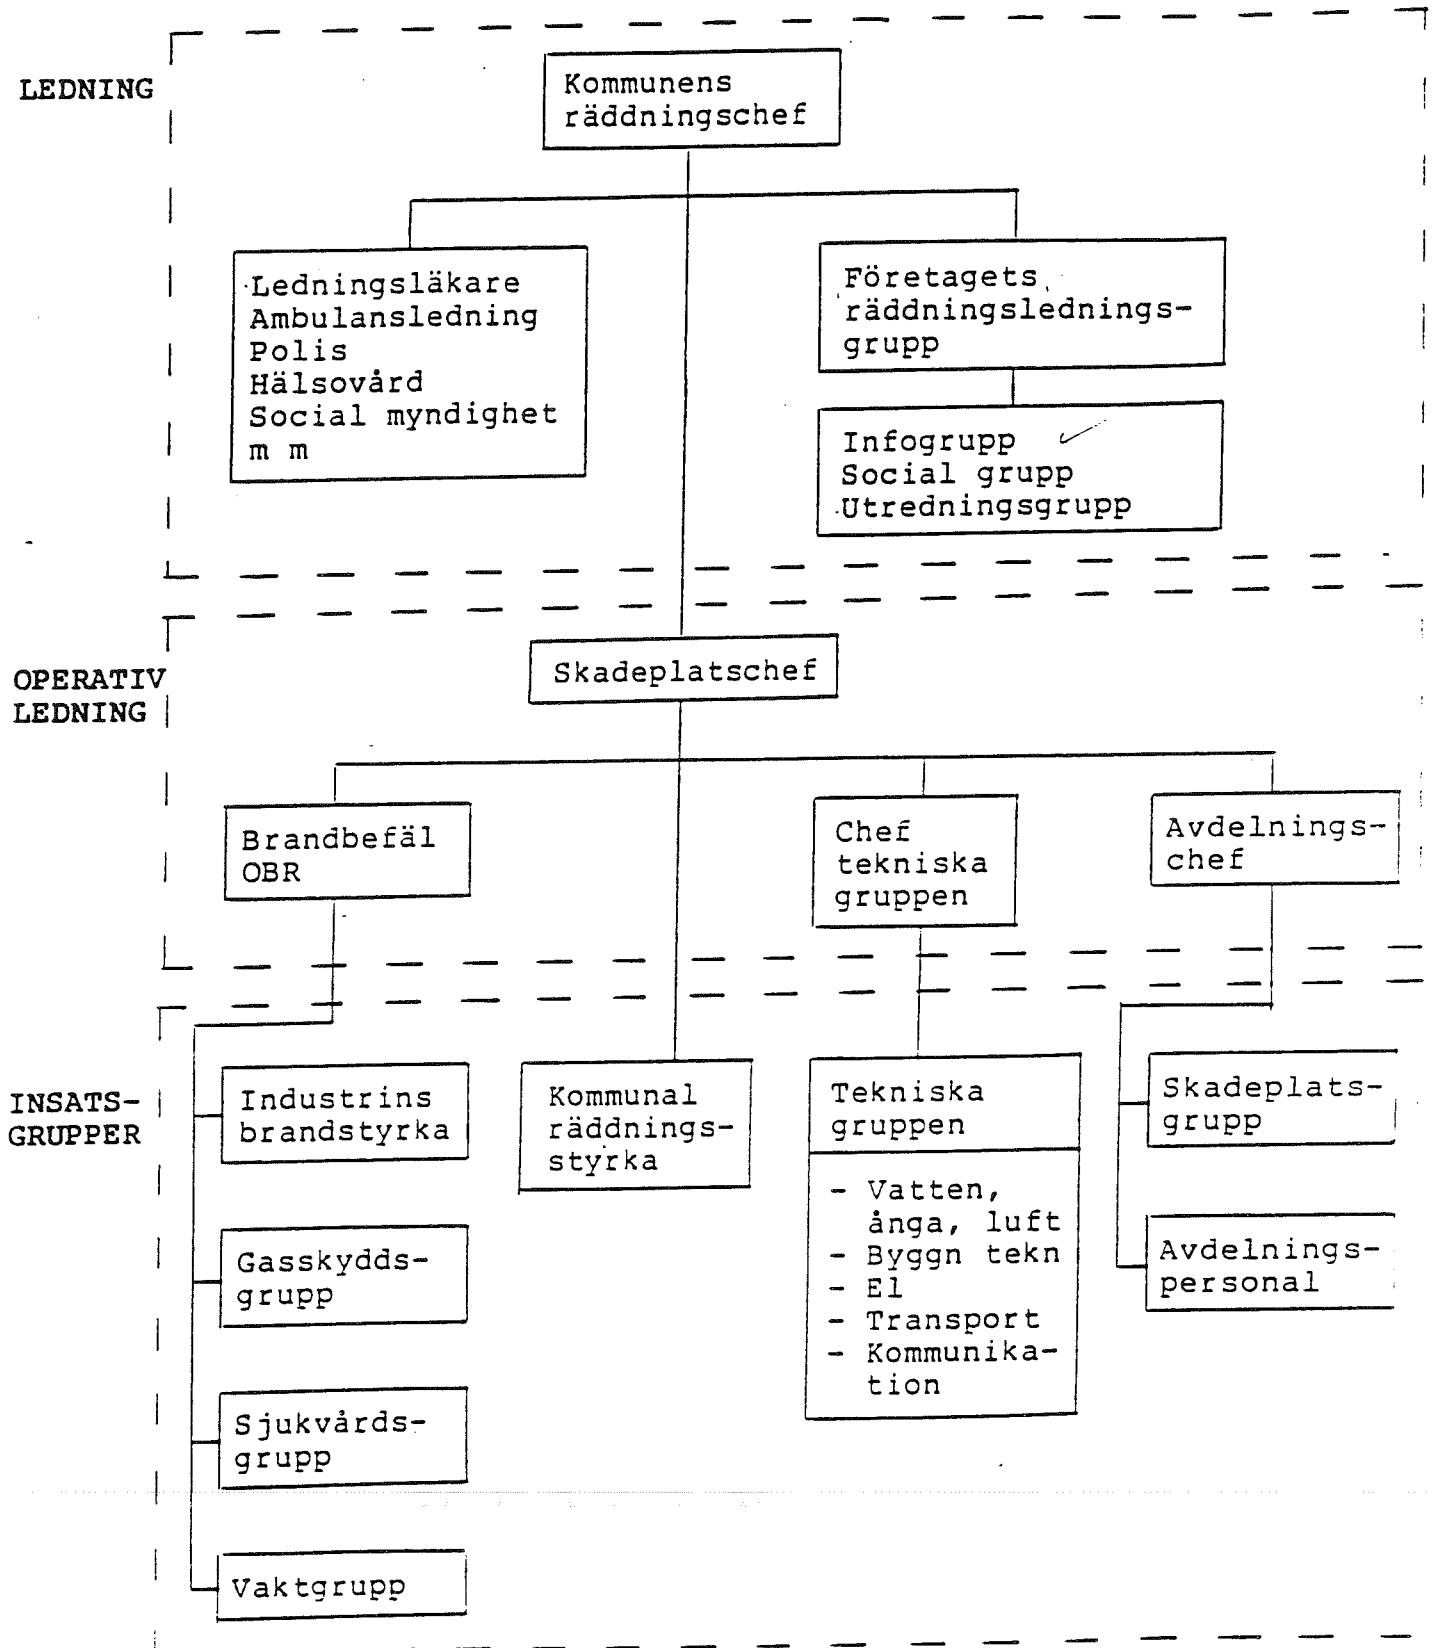 LEDNING
Kommunens
räddningschef
Ledningsläkare
Ambulansledning
Polis
Hälsovård
Social myndighet
m m
Företagets
räddningslednings-
grupp
Infogrupp
Social grupp
Utredningsgrupp
OPERATIV
LEDNING
Skadeplatschef
Brandbefäl
OBR
Chef
tekniska
gruppen
Avdelnings-
chef
INSATS-
GRUPPER
Industrins
brandstyrka
Gasskydds-
grupp
Sjukvårds-
grupp
Vaktgrupp
Kommunal
räddnings-
styrka
Tekniska
gruppen
- Vatten,
ånga, luft
- Byggn tekn
- El
- Transport
- Kommunika-
tion
Skadeplats-
grupp
Avdelnings-
personal